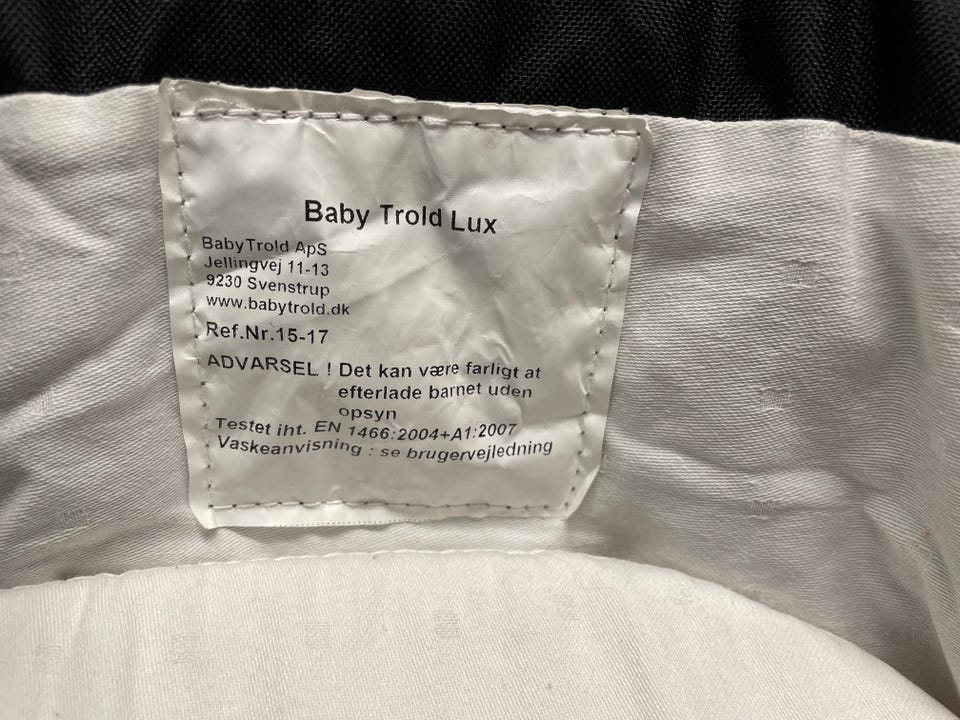 Baby Trold Lux
BabyTrold ApS
Jellingvej 11-13
9230 Svenstrup
www.babytrold.dk
Ref.Nr.15-17
ADVARSEL ! Det kan være farligt at
efterlade barnet uden
opsyn
Testet iht. EN 1466:2004+A1:2007
Vaskeanvisning : se brugervejledning